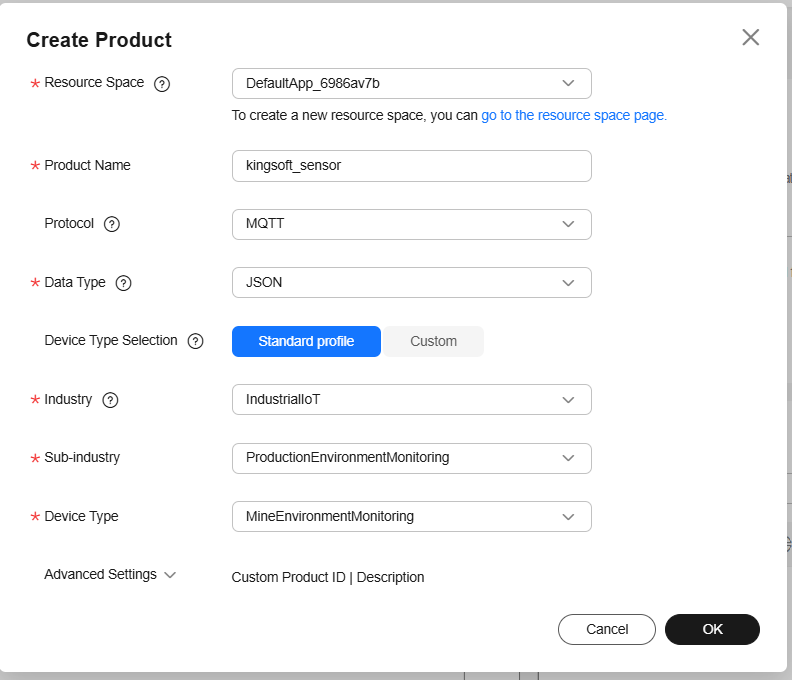 Create Product
* Resource Space ?
DefaultApp_6986av7b
To create a new resource space, you can go to the resource space page.
* Product Name
kingsoft_sensor
Protocol ?
MQTT
* Data Type ?
JSON
Device Type Selection ?
Standard profile
Custom
* Industry ?
IndustrialIoT
* Sub-industry
ProductionEnvironmentMonitoring
* Device Type
MineEnvironmentMonitoring
Advanced Settings
Custom Product ID | Description
Cancel
OK